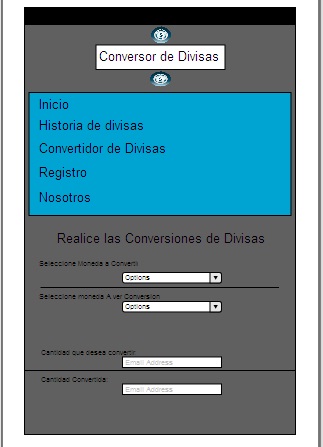 Conversor de Divisas
Inicio
Historia de divisas
Convertidor de Divisas
Registro
Nosotros
Realice las Conversiones de Divisas
Seleccione Moneda a Converti
Options
Seleccione moneda A ver Conversion
Options
Cantidad que desea convertir
Email Address
Cantidad Convertida:
Email Address